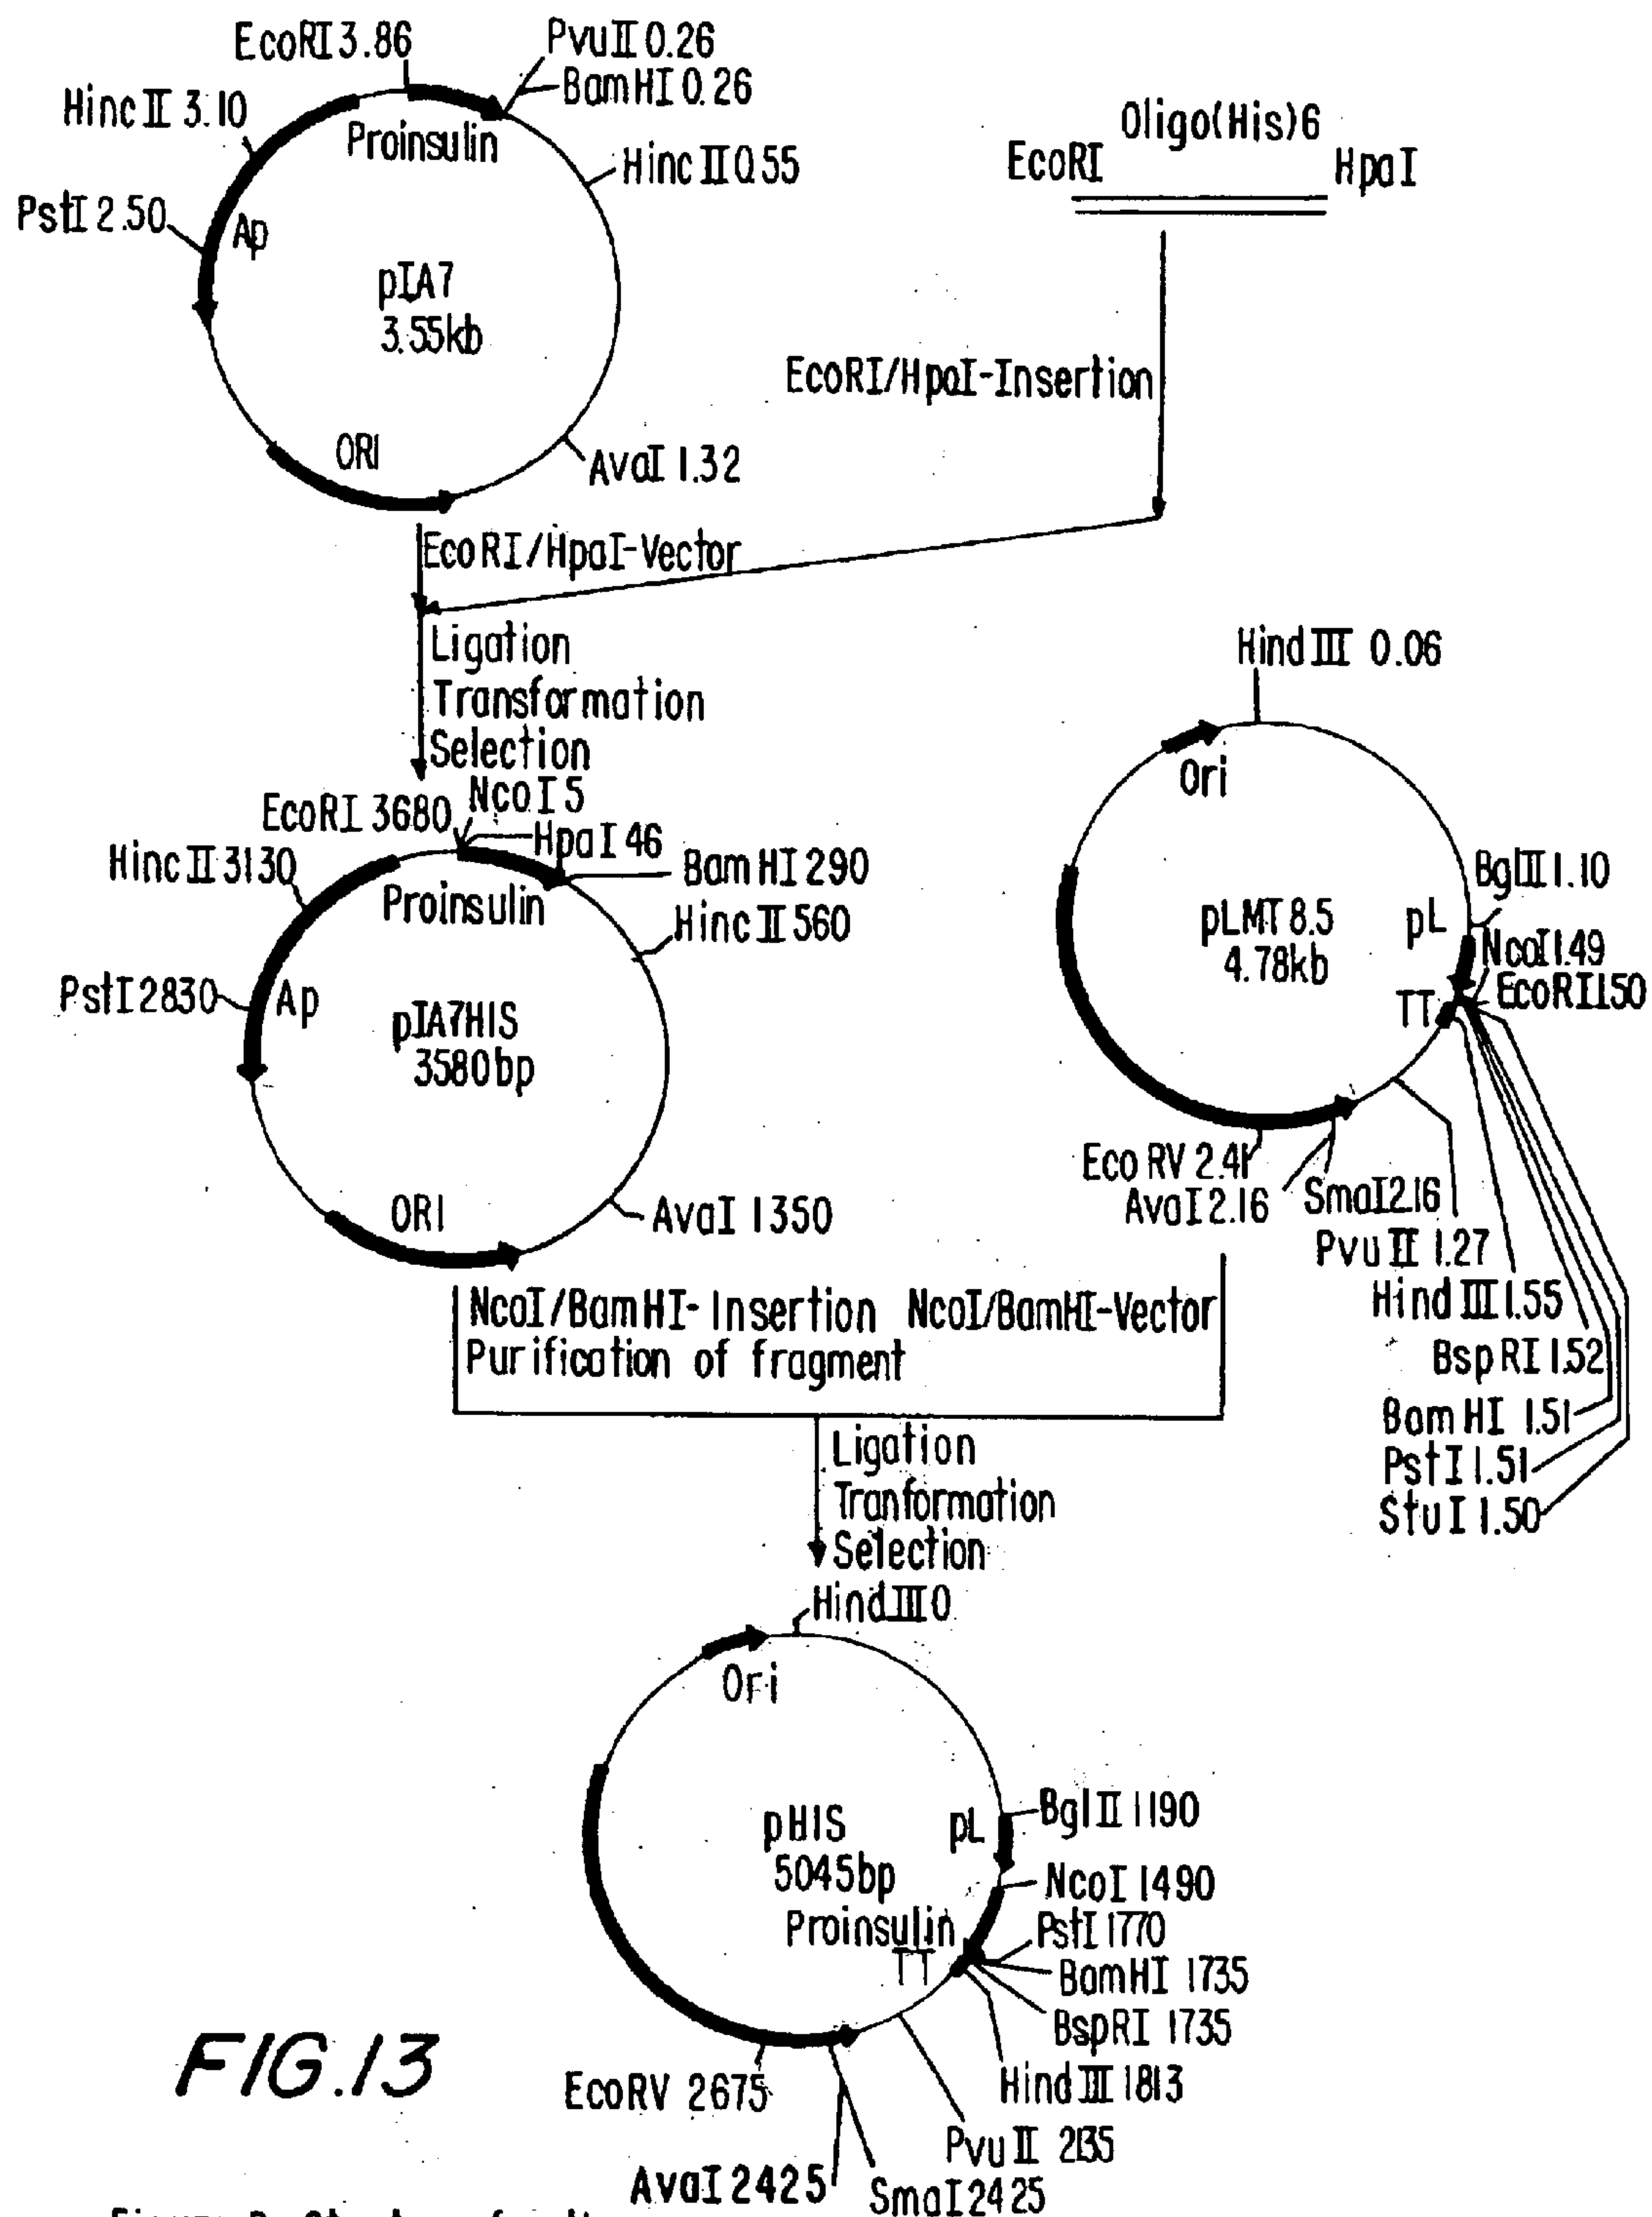 EcoRI 3.86
PvuII 0.26
BamHI 0.26
HincII 3.10
Proinsulin
HincII 0.55
PstI 2.50
Ap
pIA7
3.55kb
ORI
AvaI 1.32
Oligo(His)6
EcoRI
HpaI
EcoRI/HpaI-Insertion
EcoRI/HpaI-Vector
Ligation
Transformation
Selection
HindIII 0.06
Ori
EcoRI 3680
NcoI 5
HpaI 46
HincII 3130
BamHI 290
Proinsulin
HincII 560
PstI 2830
Ap
pIA7HIS
3580bp
ORI
AvaI 1350
BglII 1.10
pLMT8.5
4.78kb
pL
NcoI 1.49
EcoRI 1.50
TT
EcoRV 2.41
AvaI 2.16
SmaI 2.16
PvuII 1.27
HindIII 1.55
BspRI 1.52
BamHI 1.51
PstI 1.51
StuI 1.50
NcoI/BamHI-Insertion NcoI/BamHI-Vector
Purification of fragment
Ligation
Tranformation
Selection
HindIII 0
Ori
BglII 1190
pHIS
5045bp
pL
NcoI 1490
Proinsulin
PstI 1770
TT
BamHI 1735
BspRI 1735
HindIII 1813
EcoRV 2675
PvuII 2135
AvaI 2425
SmaI 2425
FIG.13